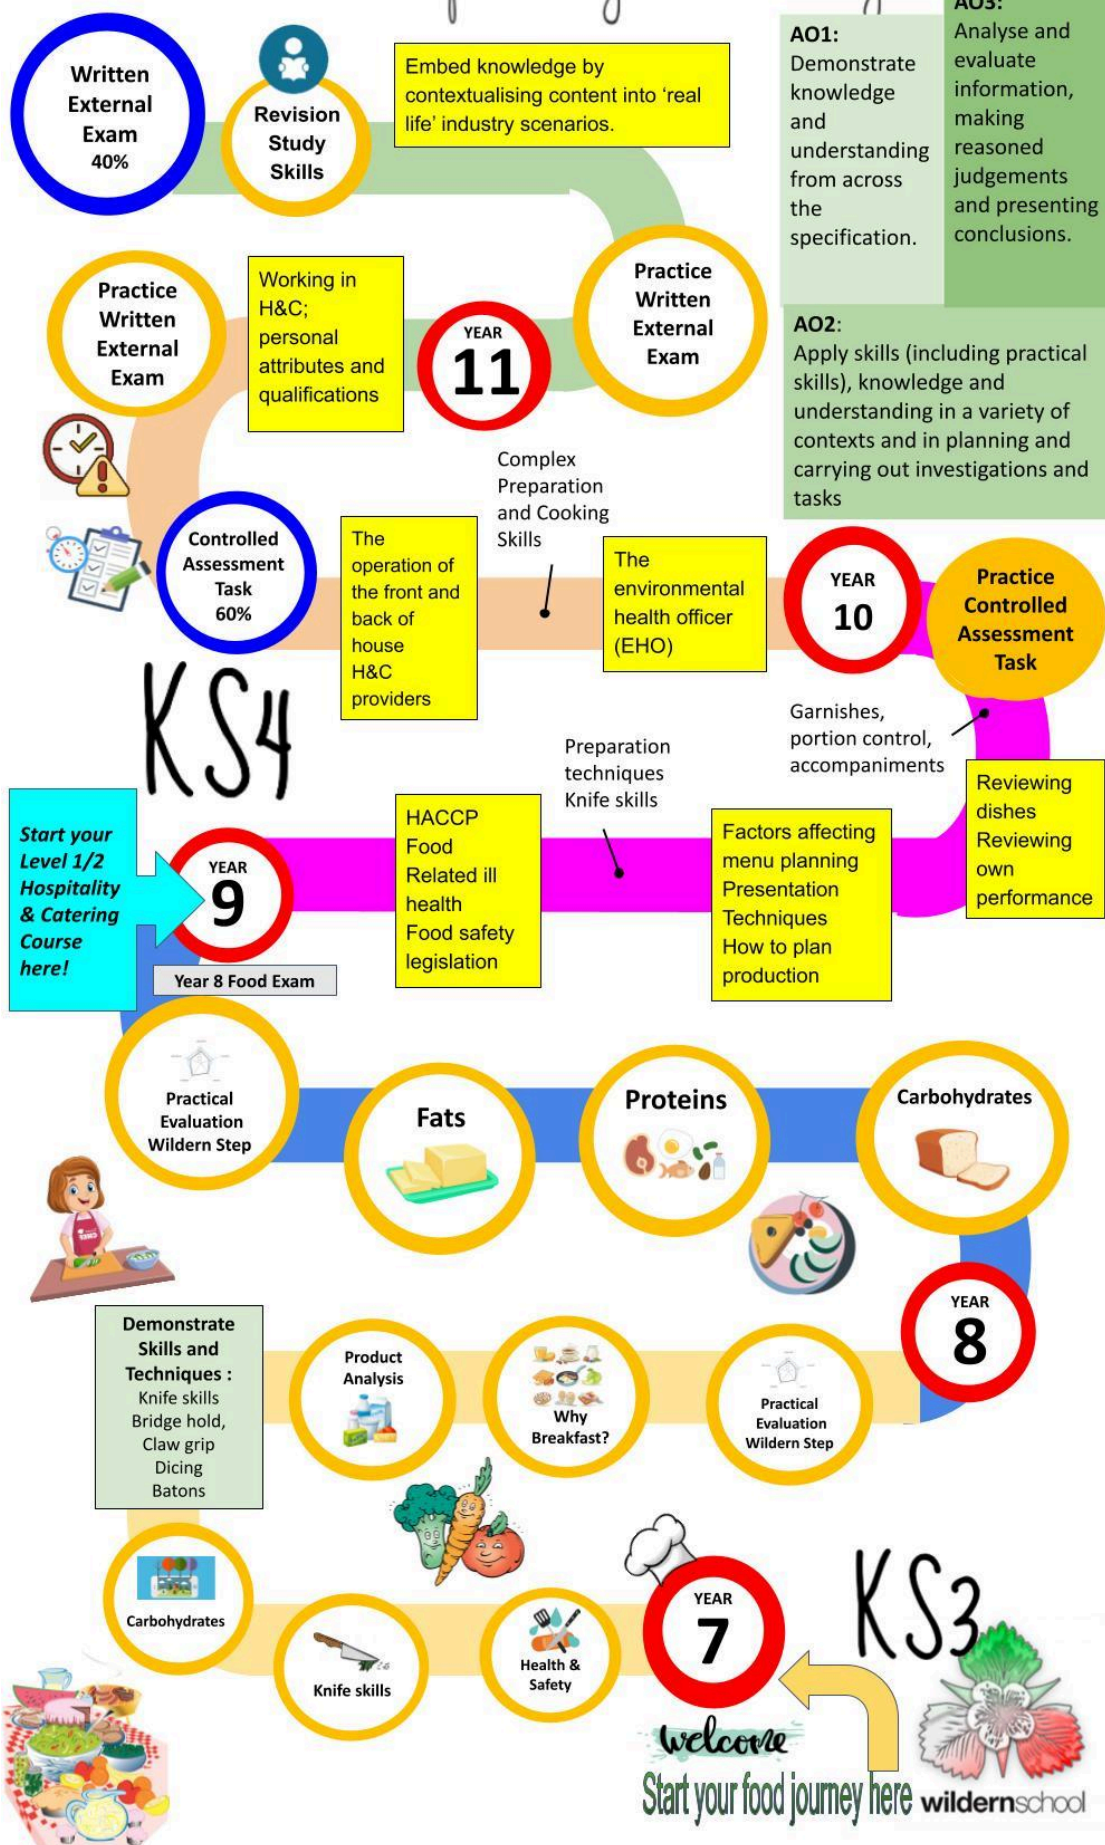 Written
External
Exam
40%
Revision
Study
Skills
Embed knowledge by
contextualising content into ‘real
life’ industry scenarios.
AO1:
Demonstrate
knowledge
and
understanding
from across
the
specification.
AO3:
Analyse and
evaluate
information,
making
reasoned
judgements
and presenting
conclusions.
Practice
Written
External
Exam
Working in
H&C;
personal
attributes and
qualifications
YEAR
11
Practice
Written
External
Exam
AO2:
Apply skills (including practical
skills), knowledge and
understanding in a variety of
contexts and in planning and
carrying out investigations and
tasks
Controlled
Assessment
Task
60%
The
operation of
the front and
back of
house
H&C
providers
Complex
Preparation
and Cooking
Skills
The
environmental
health officer
(EHO)
YEAR
10
Practice
Controlled
Assessment
Task
KS4
Garnishes,
portion control,
accompaniments
Reviewing
dishes
Reviewing
own
performance
Start your
Level 1/2
Hospitality
& Catering
Course
here!
YEAR
9
HACCP
Food
Related ill
health
Food safety
legislation
Preparation
techniques
Knife skills
Factors affecting
menu planning
Presentation
Techniques
How to plan
production
Year 8 Food Exam
Practical
Evaluation
Wildern Step
Fats
Proteins
Carbohydrates
YEAR
8
Demonstrate
Skills and
Techniques :
Knife skills
Bridge hold,
Claw grip
Dicing
Batons
Product
Analysis
Why
Breakfast?
Practical
Evaluation
Wildern Step
Carbohydrates
Knife skills
Health &
Safety
YEAR
7
KS3
welcome
Start your food journey here
wildernschool